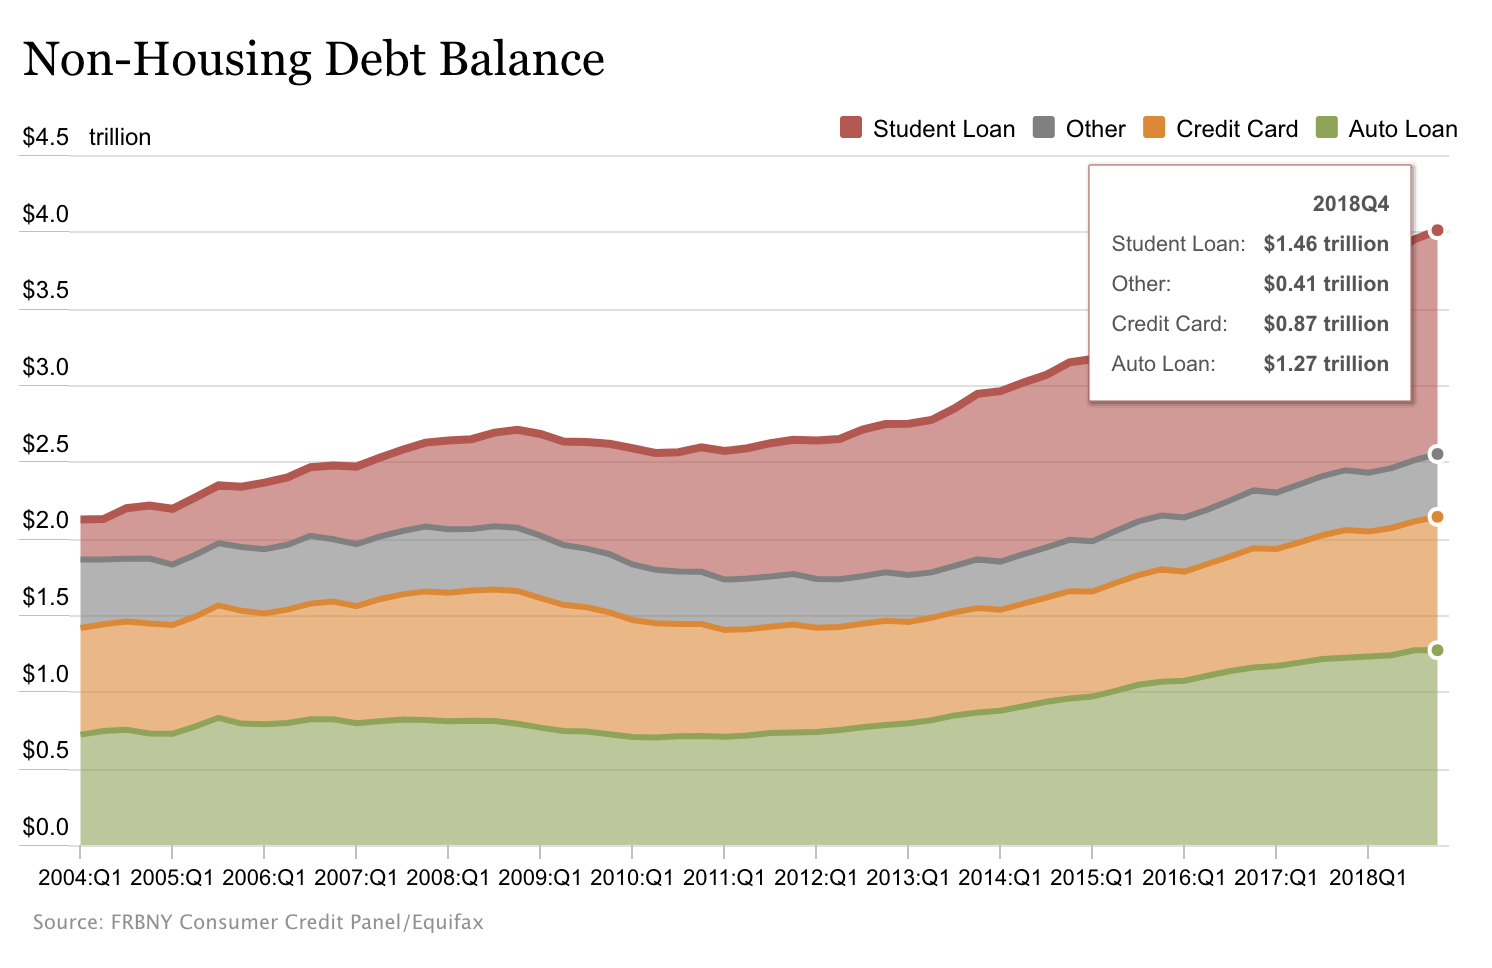 Non-Housing Debt Balance
$4.5 trillion
Student Loan Other Credit Card Auto Loan
2018Q4
$4.0
Student Loan: $1.46 trillion
Other: $0.41 trillion
$3.5
Credit Card: $0.87 trillion
Auto Loan: $1.27 trillion
$3.0
$2.5
$2.0
$1.5
$1.0
$0.5
$0.0
2004:Q1 2005:Q1 2006:Q1 2007:Q1 2008:Q1 2009:Q1 2010:Q1 2011:Q1 2012:Q1 2013:Q1 2014:Q1 2015:Q1 2016:Q1 2017:Q1 2018Q1
Source: FRBNY Consumer Credit Panel/Equifax